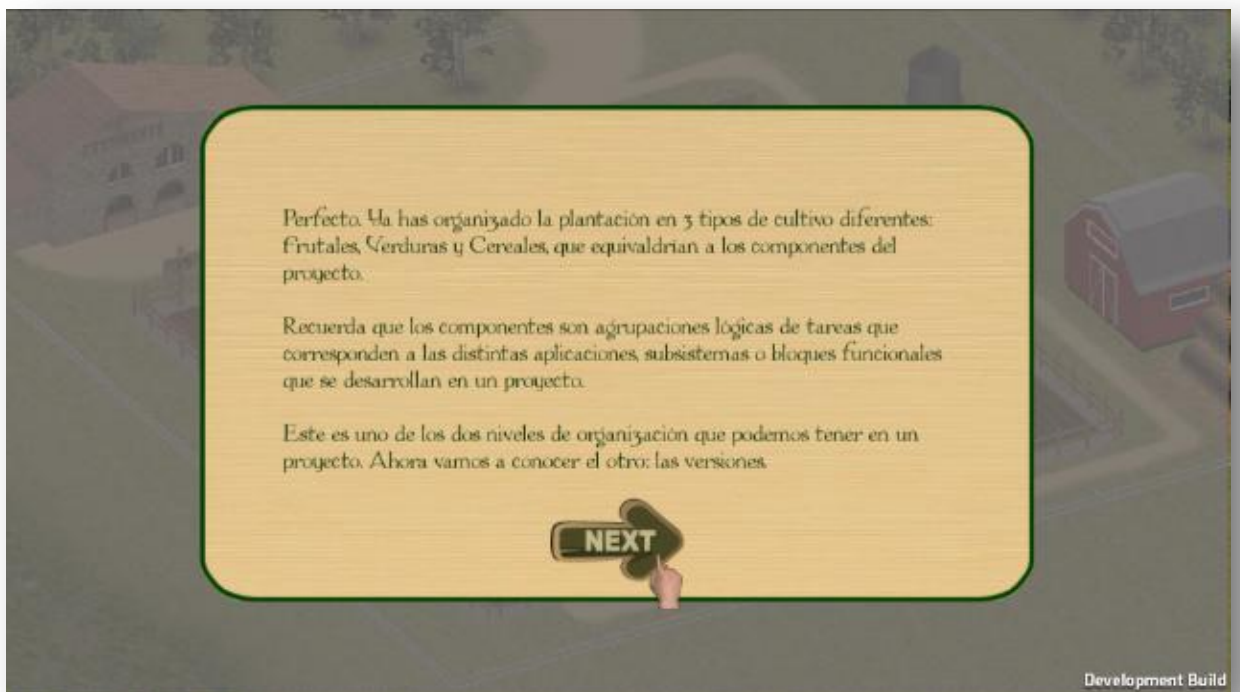 Perfecto. Ya has organizado la plantación en 3 tipos de cultivo diferentes:
Frutales, Verduras y Cereales, que equivaldrían a los componentes del
proyecto.
Recuerda que los componentes son agrupaciones lógicas de tareas que
corresponden a las distintas aplicaciones, subsistemas o bloques funcionales
que se desarrollan en un proyecto.
Este es uno de los dos niveles de organización que podemos tener en un
proyecto. Ahora vamos a conocer el otro: las versiones.
NEXT
Development Build